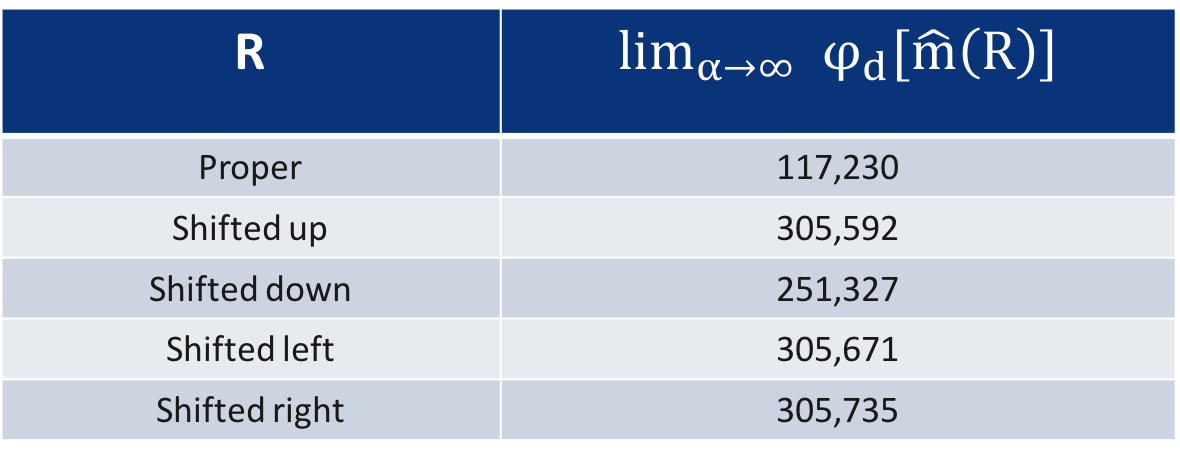 R lim_α→∞ φ_d[m̂(R)]
Proper 117,230
Shifted up 305,592
Shifted down 251,327
Shifted left 305,671
Shifted right 305,735